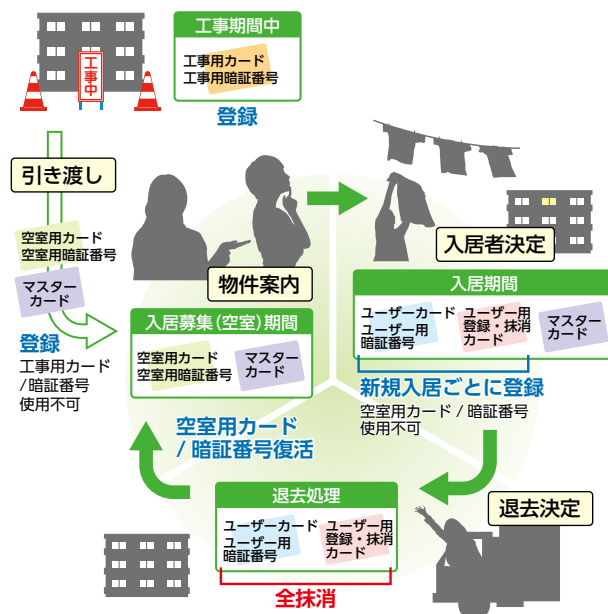 工事中
工事期間中
工事用カード
工事用暗証番号
登録
引き渡し
空室用カード
空室用暗証番号
マスター
カード
登録
工事用カード
/暗証番号
使用不可
物件案内
入居募集(空室)期間
空室用カード
空室用暗証番号
マスター
カード
入居者決定
入居期間
ユーザーカード
ユーザー用
暗証番号
ユーザー用
登録・抹消
カード
マスター
カード
新規入居ごとに登録
空室用カード / 暗証番号
使用不可
退去決定
退去処理
ユーザーカード
ユーザー用
暗証番号
ユーザー用
登録・抹消
カード
全抹消
空室用カード
/ 暗証番号復活